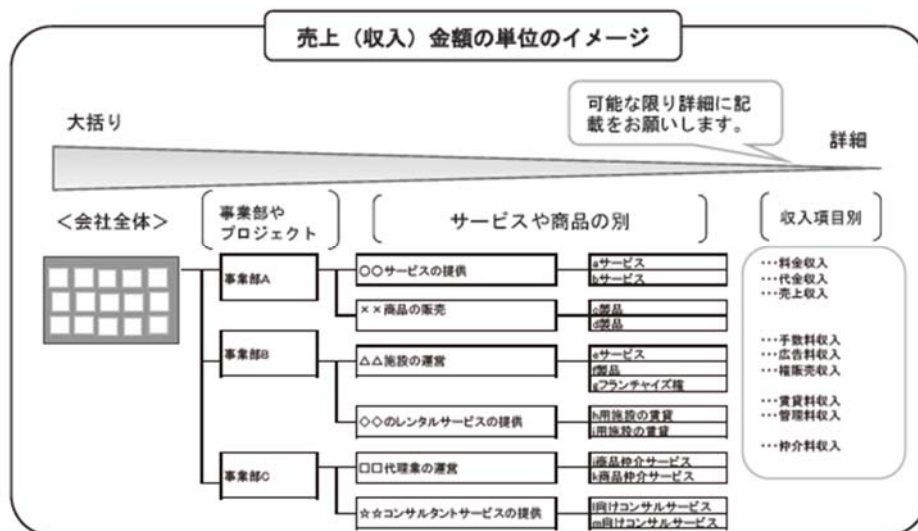 売上（収入）金額の単位のイメージ
可能な限り詳細に記
載をお願いします。
大括り
詳細
＜会社全体＞
事業部や
プロジェクト
サービスや商品の別
収入項目別
事業部A
○○サービスの提供
aサービス
bサービス
××商品の販売
c製品
d製品
事業部B
△△施設の運営
eサービス
f製品
gフランチャイズ権
◇◇のレンタルサービスの提供
h用施設の賃貸
i用施設の賃貸
事業部C
□□代理業の運営
j商品仲介サービス
k商品仲介サービス
☆☆コンサルタントサービスの提供
l向けコンサルサービス
m向けコンサルサービス
…料金収入
…代金収入
…売上収入
…手数料収入
…広告料収入
…権販売収入
…賃貸料収入
…管理料収入
…仲介料収入